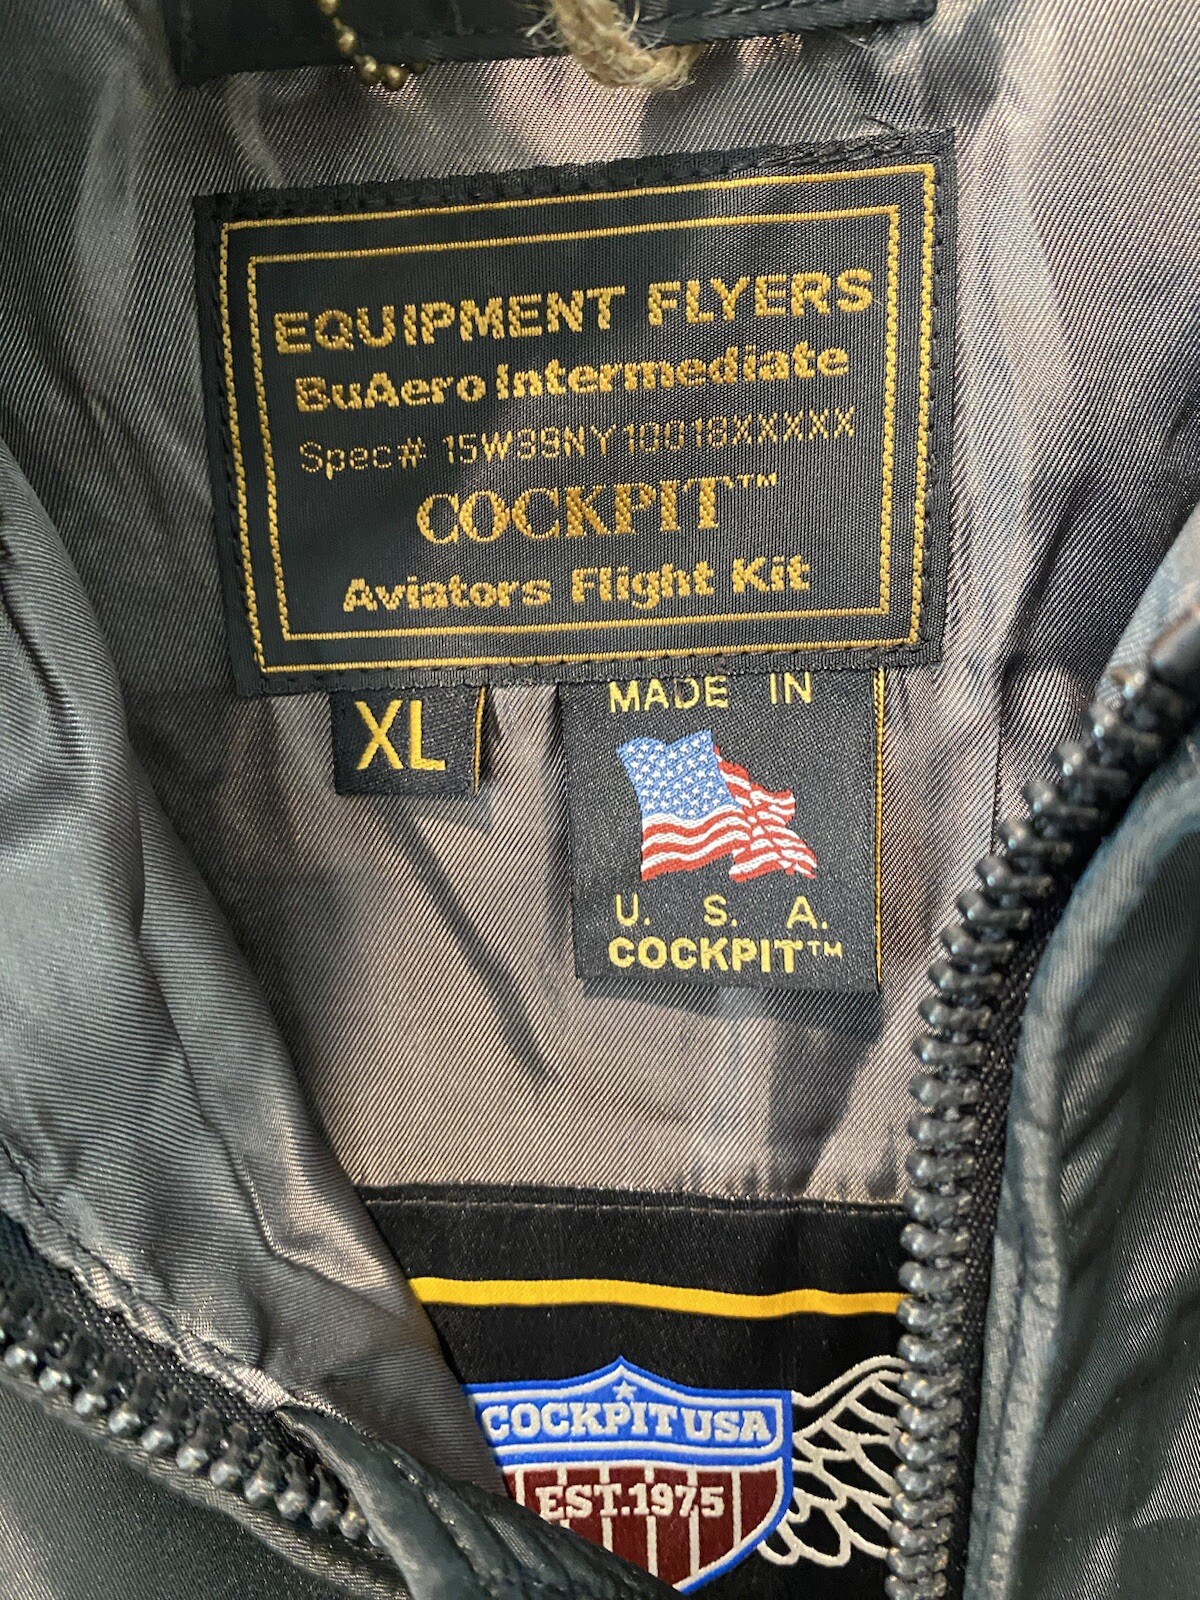 EQUIPMENT FLYERS
BuAero Intermediate
Spec# 15W39NY10018XXXXX
COCKPIT™
Aviators Flight Kit
XL
MADE IN
U. S. A.
COCKPIT™
COCKPIT USA
EST. 1975